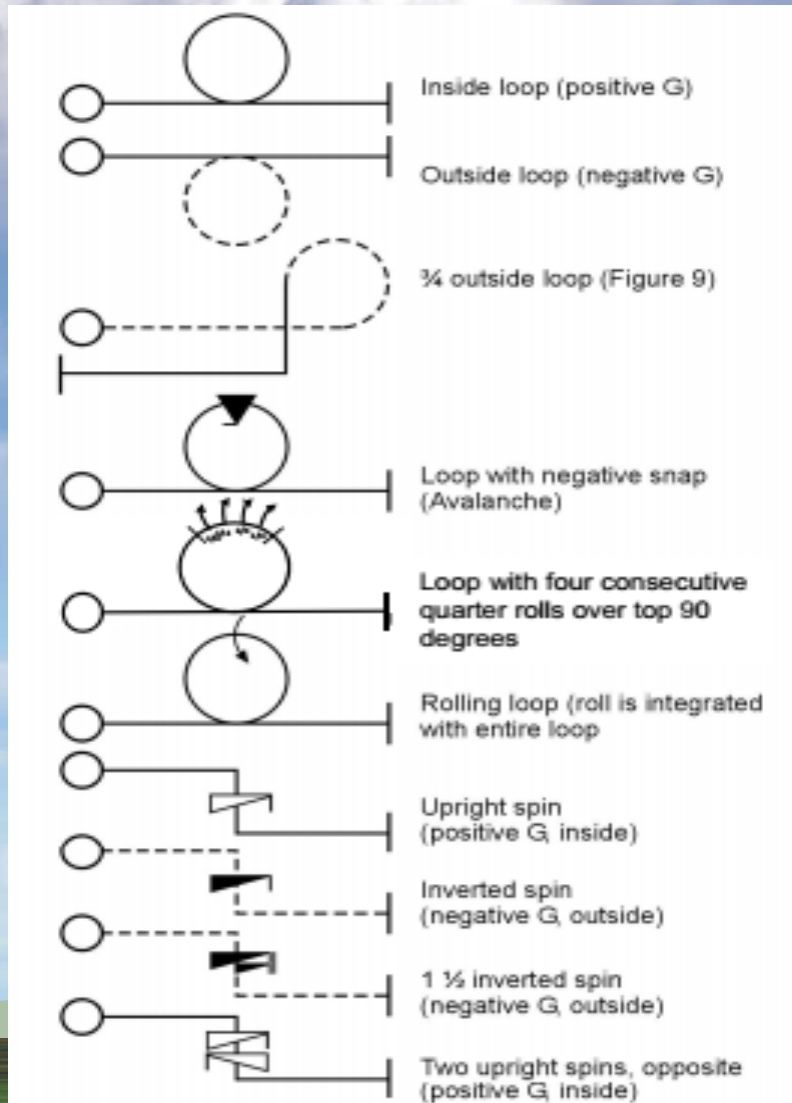 Inside loop (positive G)
Outside loop (negative G)
¾ outside loop (Figure 9)
Loop with negative snap
(Avalanche)
Loop with four consecutive
quarter rolls over top 90
degrees
Rolling loop (roll is integrated
with entire loop
Upright spin
(positive G, inside)
Inverted spin
(negative G, outside)
1 ½ inverted spin
(negative G, outside)
Two upright spins, opposite
(positive G, inside)